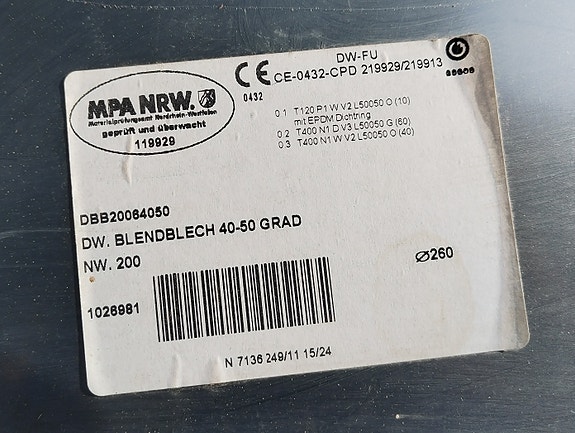 DW-FU
CE
CE-0432-CPD 219929/219913
0432
MPA NRW.
Materialprüfungsamt Nordrhein-Westfalen
geprüft und überwacht
119929
0.1 T120 P1 W V2 L50050 O (10)
mit EPDM Dichtring
0.2 T400 N1 D V3 L50050 G (60)
0.3 T400 N1 W V2 L50050 O (40)
DBB20064050
DW. BLENDBLECH 40-50 GRAD
NW. 200
⌀260
1026981
N 7136 249/11 15/24